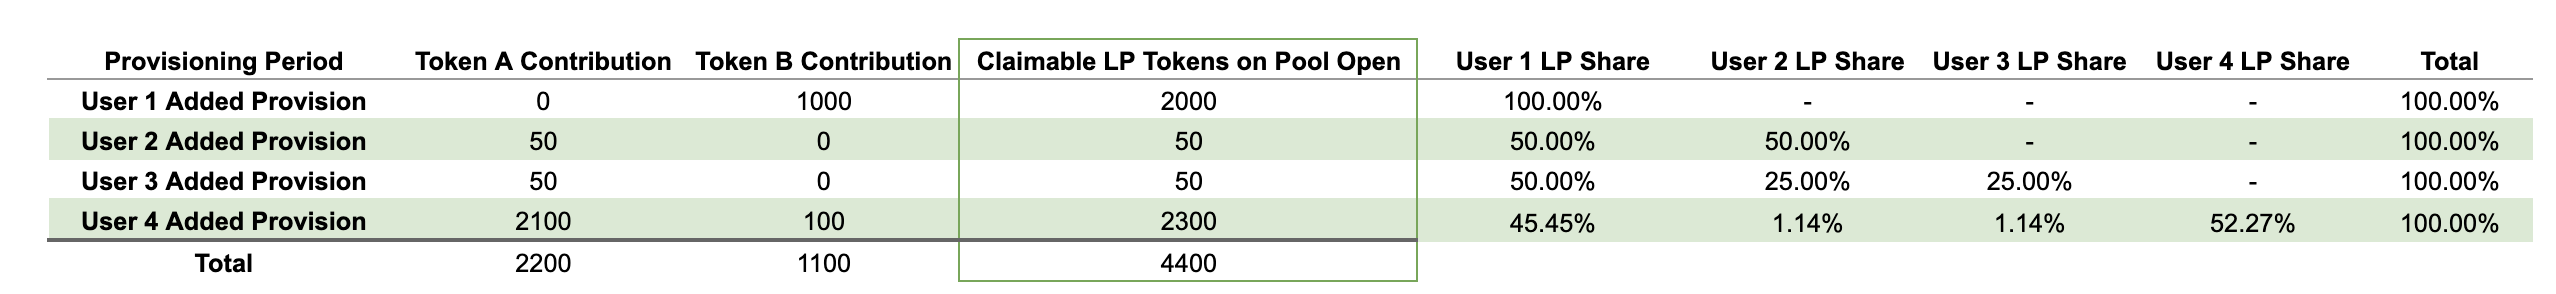 Provisioning Period Token A Contribution Token B Contribution Claimable LP Tokens on Pool Open User 1 LP Share User 2 LP Share User 3 LP Share User 4 LP Share Total
User 1 Added Provision 0 1000 2000 100.00% - - - 100.00%
User 2 Added Provision 50 0 50 50.00% 50.00% - - 100.00%
User 3 Added Provision 50 0 50 50.00% 25.00% 25.00% - 100.00%
User 4 Added Provision 2100 100 2300 45.45% 1.14% 1.14% 52.27% 100.00%
Total 2200 1100 4400